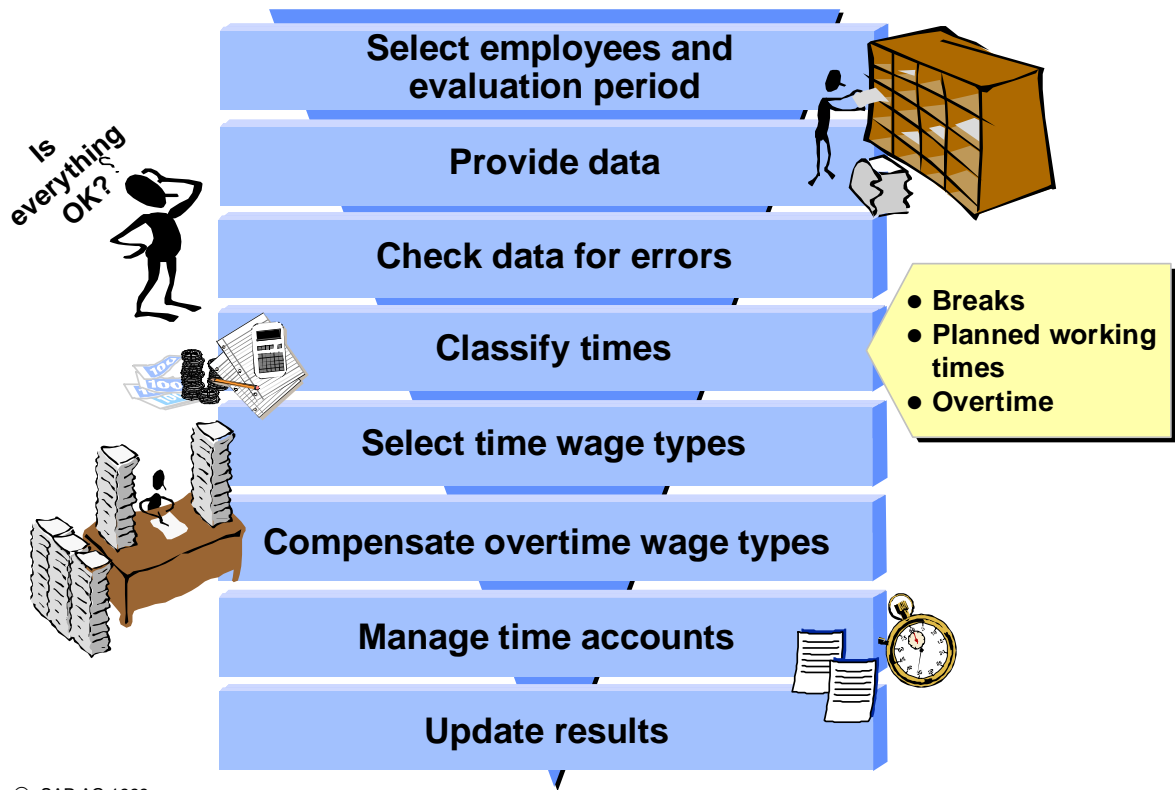 Select employees and
evaluation period
Provide data
Is
everything
OK?
Check data for errors
Classify times
● Breaks
● Planned working
times
● Overtime
Select time wage types
Compensate overtime wage types
Manage time accounts
Update results